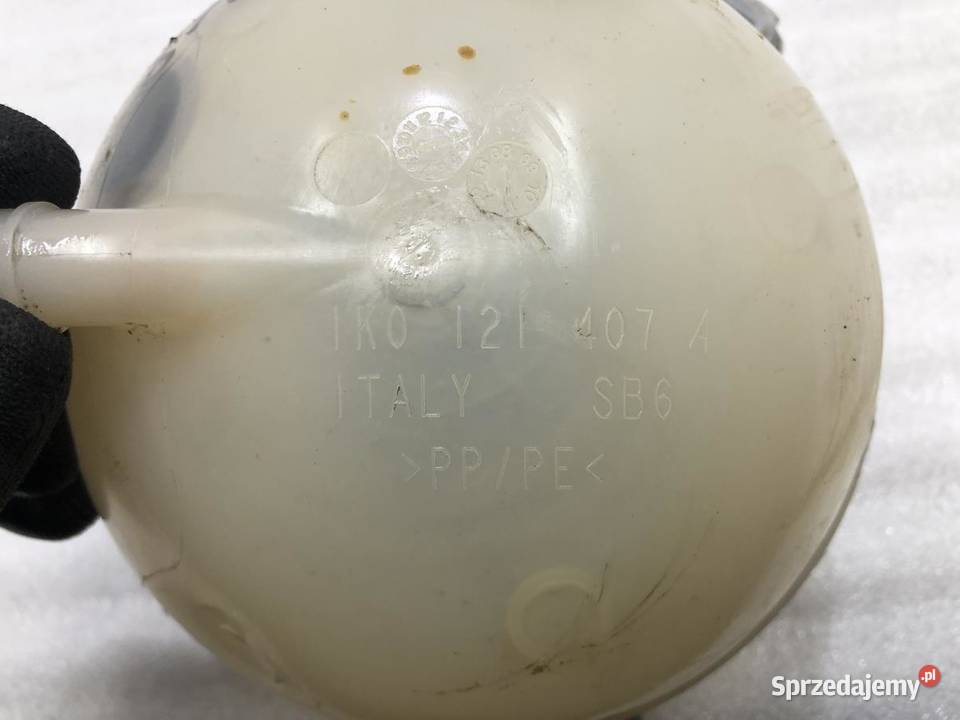 1K0 121 407 A
ITALY SB6
>PP/PE<
Sprzedajemy.pl